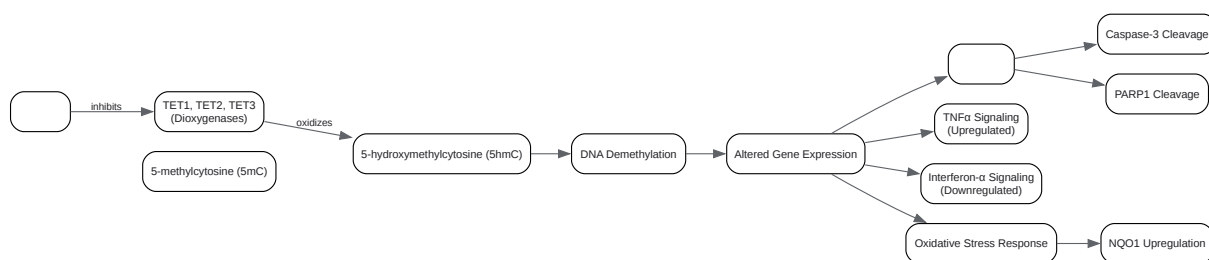 inhibits
TET1, TET2, TET3
(Dioxygenases)
5-methylcytosine (5mC)
oxidizes
5-hydroxymethylcytosine (5hmC)
DNA Demethylation
Altered Gene Expression
Caspase-3 Cleavage
PARP1 Cleavage
TNFα Signaling
(Upregulated)
Interferon-α Signaling
(Downregulated)
Oxidative Stress Response
NQO1 Upregulation